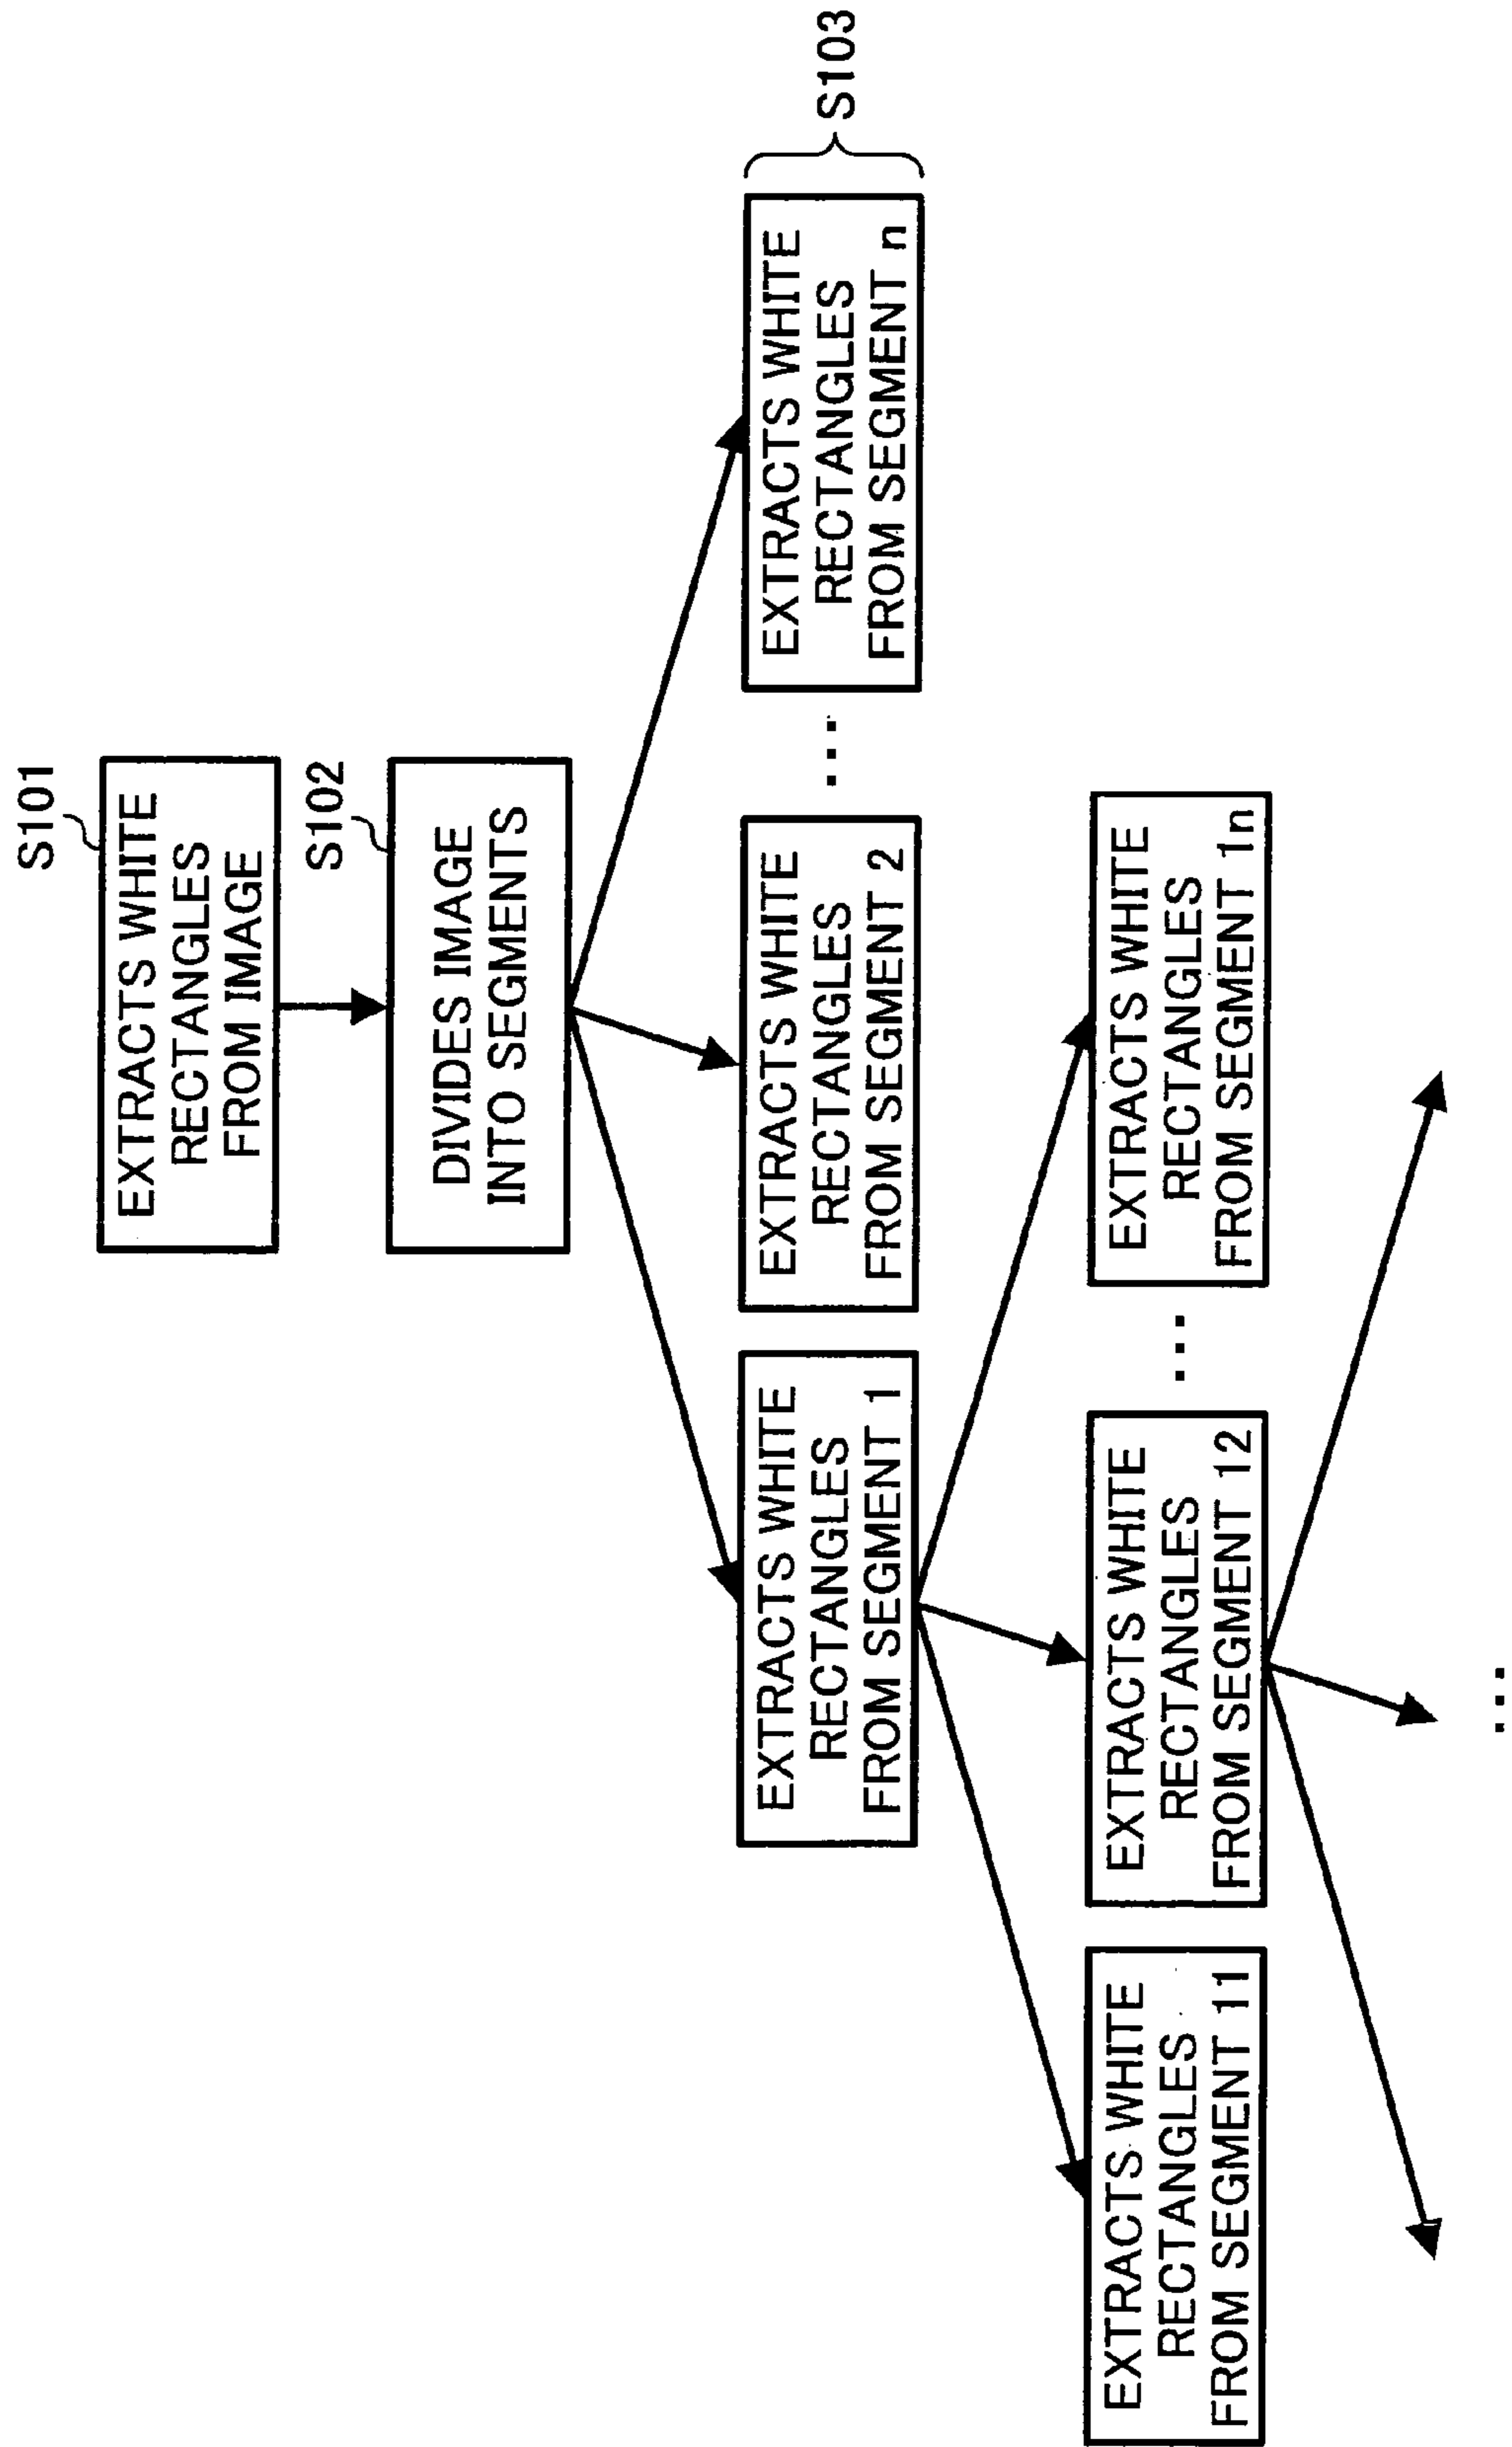 S101
EXTRACTS WHITE
RECTANGLES
FROM IMAGE
S102
DIVIDES IMAGE
INTO SEGMENTS
EXTRACTS WHITE
RECTANGLES
FROM SEGMENT 1
EXTRACTS WHITE
RECTANGLES
FROM SEGMENT 2
...
EXTRACTS WHITE
RECTANGLES
FROM SEGMENT n
S103
EXTRACTS WHITE
RECTANGLES
FROM SEGMENT 11
EXTRACTS WHITE
RECTANGLES
FROM SEGMENT 12
...
EXTRACTS WHITE
RECTANGLES
FROM SEGMENT 1n
...